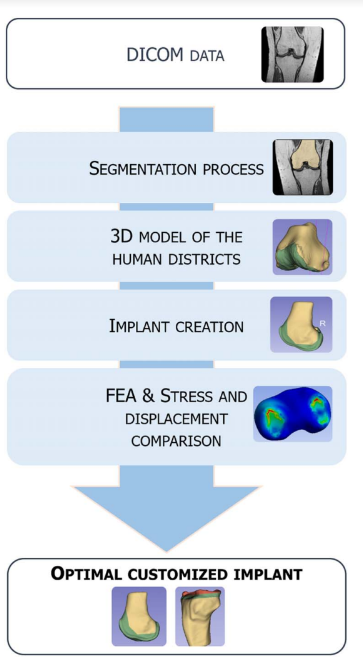 DICOM DATA
SEGMENTATION PROCESS
3D MODEL OF THE
HUMAN DISTRICTS
IMPLANT CREATION
R
FEA & STRESS AND
DISPLACEMENT
COMPARISON
OPTIMAL CUSTOMIZED IMPLANT